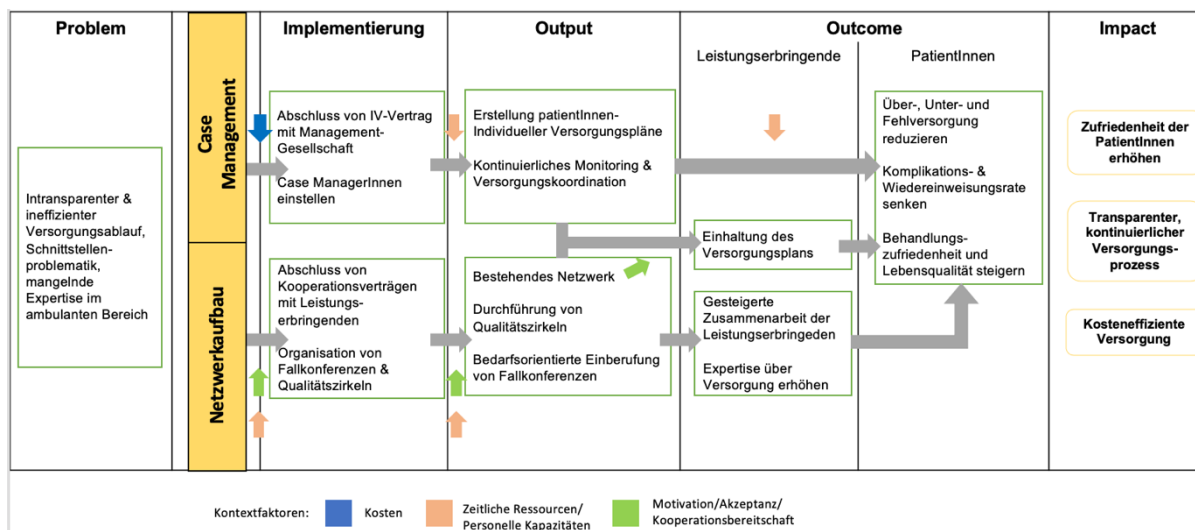 Problem
Implementierung
Output
Outcome
Impact
Leistungserbringende
PatientInnen
Intransparenter &
ineffizienter
Versorgungsablauf,
Schnittstellen-
problematik,
mangelnde
Expertise im
ambulanten Bereich
Case
Management
Abschluss von IV-Vertrag
mit Management-
Gesellschaft
Case ManagerInnen
einstellen
Erstellung patientInnen-
Individueller Versorgungspläne
Kontinuierliches Monitoring &
Versorgungskoordination
Über-, Unter- und
Fehlversorgung
reduzieren
Komplikations- &
Wiedereinweisungsrate
senken
Behandlungs-
zufriedenheit und
Lebensqualität steigern
Einhaltung des
Versorgungsplans
Netzwerkaufbau
Abschluss von
Kooperationsverträgen
mit Leistungs-
erbringenden
Organisation von
Fallkonferenzen &
Qualitätszirkeln
Bestehendes Netzwerk
Durchführung von
Qualitätszirkeln
Bedarfsorientierte Einberufung
von Fallkonferenzen
Gesteigerte
Zusammenarbeit der
Leistungserbringeden
Expertise über
Versorgung erhöhen
Zufriedenheit der
PatientInnen
erhöhen
Transparenter,
kontinuierlicher
Versorgungs-
prozess
Kosteneffiziente
Versorgung
Kontextfaktoren:
Kosten
Zeitliche Ressourcen/
Personelle Kapazitäten
Motivation/Akzeptanz/
Kooperationsbereitschaft